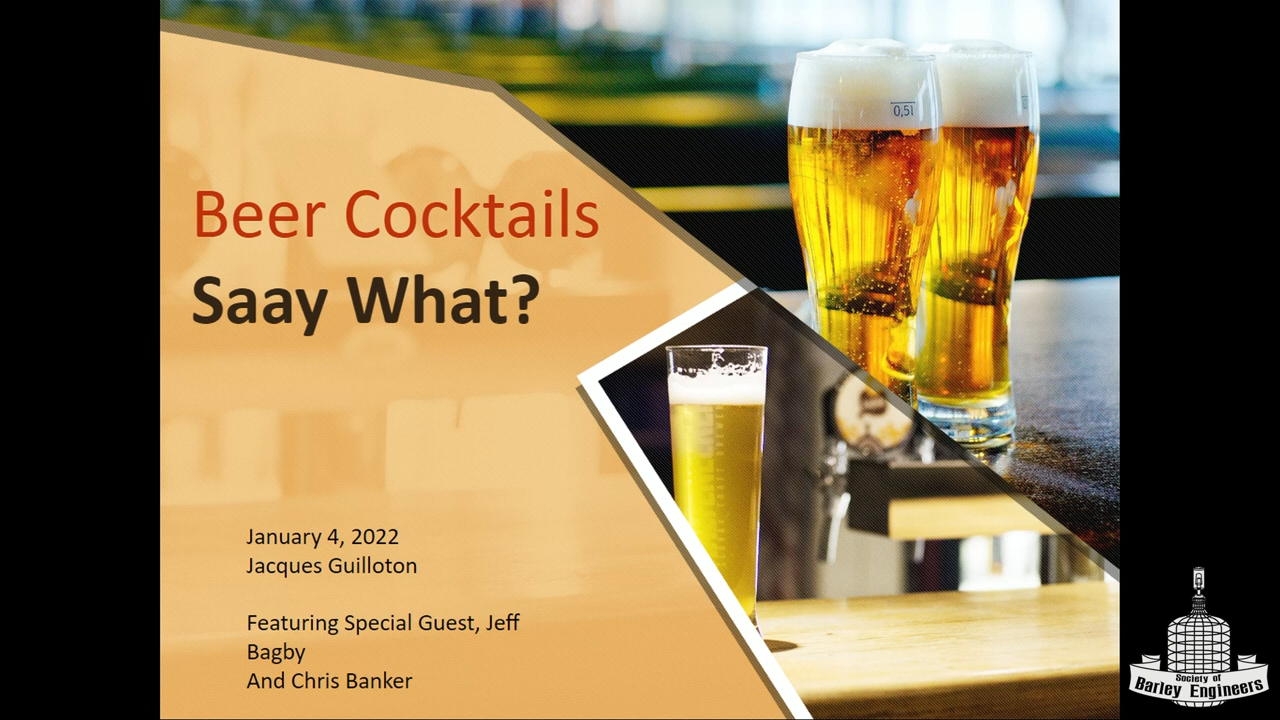 Beer Cocktails
Saay What?
0,5l
January 4, 2022
Jacques Guilloton
Featuring Special Guest, Jeff
Bagby
And Chris Banker
Society of
Barley Engineers